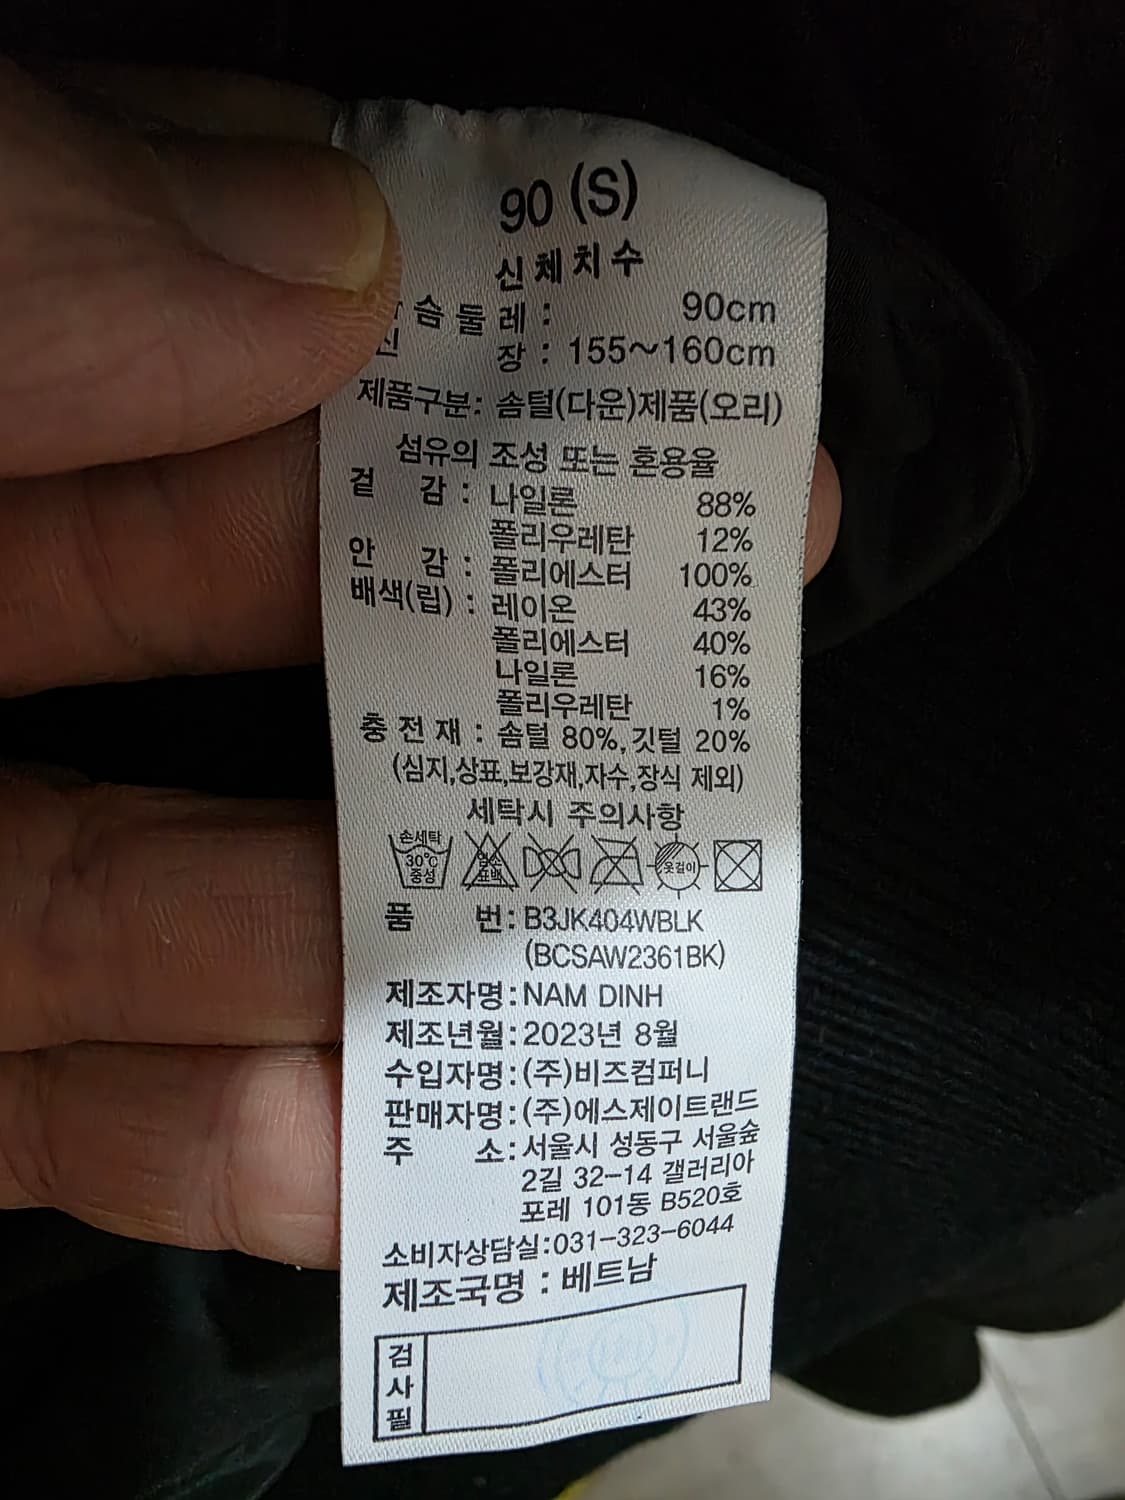 90 (S)
신체치수
슴둘레 : 90cm
신 장 : 155~160cm
제품구분: 솜털(다운)제품(오리)
섬유의 조성 또는 혼용율
겉 감 : 나일론 88%
폴리우레탄 12%
안 감 : 폴리에스터 100%
배색(립) : 레이온 43%
폴리에스터 40%
나일론 16%
폴리우레탄 1%
충전재 : 솜털 80%, 깃털 20%
(심지,상표,보강재,자수,장식 제외)
세탁시 주의사항
손세탁 30℃ 중성 염소 표백 옷걸이
품 번: B3JK404WBLK
(BCSAW2361BK)
제조자명: NAM DINH
제조년월: 2023년 8월
수입자명: (주)비즈컴퍼니
판매자명: (주)에스제이트랜드
주 소: 서울시 성동구 서울숲
2길 32-14 갤러리아
포레 101동 B520호
소비자상담실:031-323-6044
제조국명 : 베트남
검사필